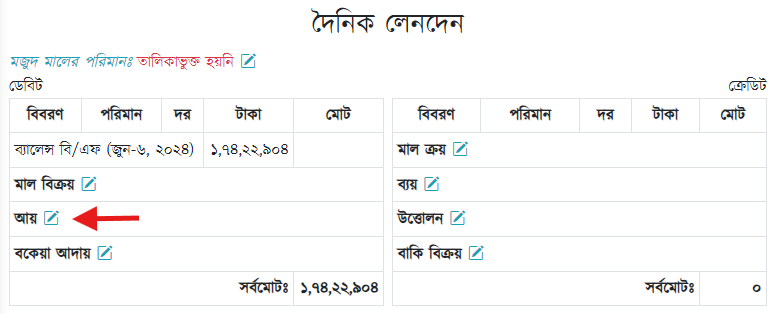 দৈনিক লেনদেন
মজুদ মালের পরিমানঃ তালিকাভুক্ত হয়নি
ডেবিট
বিবরণ পরিমান দর টাকা মোট
ব্যালেন্স বি/এফ (জুন-৬, ২০২৪) ১,৭৪,২২,৯০৪
মাল বিক্রয়
আয়
বকেয়া আদায়
সর্বমোটঃ ১,৭৪,২২,৯০৪
ক্রেডিট
বিবরণ পরিমান দর টাকা মোট
মাল ক্রয়
ব্যয়
উত্তোলন
বাকি বিক্রয়
সর্বমোটঃ ০